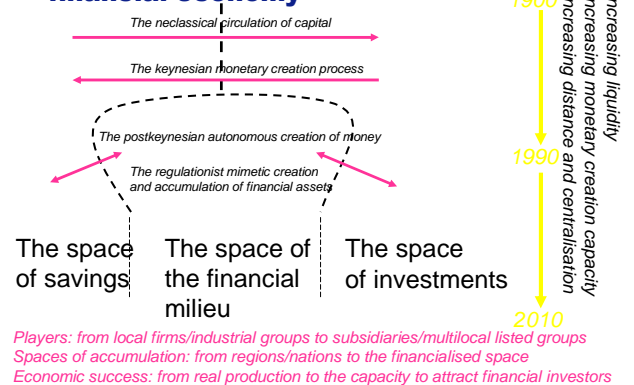 financial economy
The neclassical circulation of capital
The keynesian monetary creation process
The postkeynesian autonomous creation of money
The regulationist mimetic creation
and accumulation of financial assets
The space
of savings
The space of
the financial
milieu
The space
of investments
1900
1990
2010
increasing liquidity
increasing monetary creation capacity
increasing distance and centralisation
Players: from local firms/industrial groups to subsidiaries/multilocal listed groups
Spaces of accumulation: from regions/nations to the financialised space
Economic success: from real production to the capacity to attract financial investors